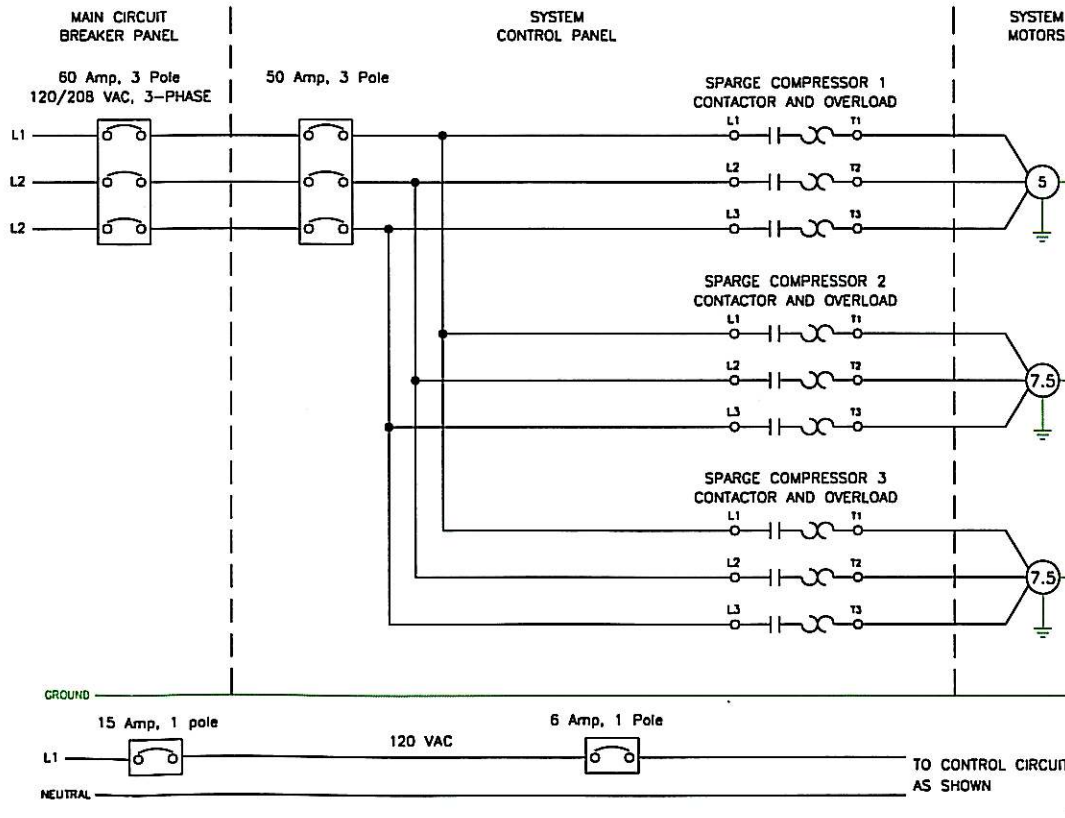 MAIN CIRCUIT
BREAKER PANEL
SYSTEM
CONTROL PANEL
SYSTEM
MOTORS
60 Amp, 3 Pole
120/208 VAC, 3-PHASE
50 Amp, 3 Pole
SPARGE COMPRESSOR 1
CONTACTOR AND OVERLOAD
L1 L1 T1
L2 L2 T2 5
L2 L3 T3
SPARGE COMPRESSOR 2
CONTACTOR AND OVERLOAD
L1 T1
L2 T2 7.5
L3 T3
SPARGE COMPRESSOR 3
CONTACTOR AND OVERLOAD
L1 T1
L2 T2 7.5
L3 T3
GROUND
15 Amp, 1 pole
6 Amp, 1 Pole
L1 120 VAC
TO CONTROL CIRCUIT
AS SHOWN
NEUTRAL